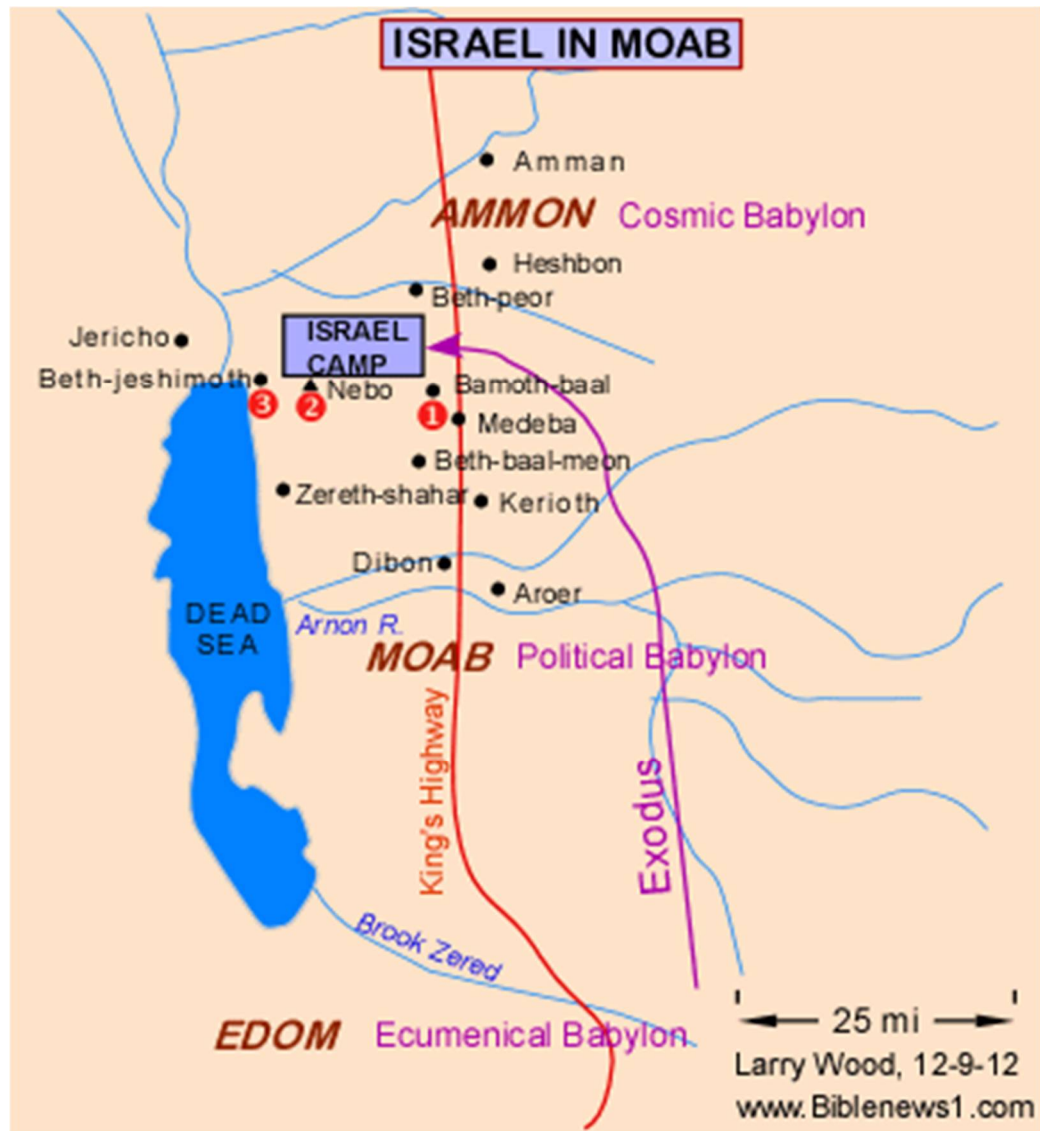 ISRAEL IN MOAB
Amman
AMMON Cosmic Babylon
Heshbon
Beth-peor
Jericho
ISRAEL
CAMP
Beth-jeshimoth
Nebo
Bamoth-baal
3
2
1
Medeba
Beth-baal-meon
Zereth-shahar
Kerioth
Dibon
Aroer
DEAD
SEA
Arnon R.
MOAB Political Babylon
King's Highway
Exodus
Brook Zered
EDOM Ecumenical Babylon
25 mi
Larry Wood, 12-9-12
www.Biblenews1.com